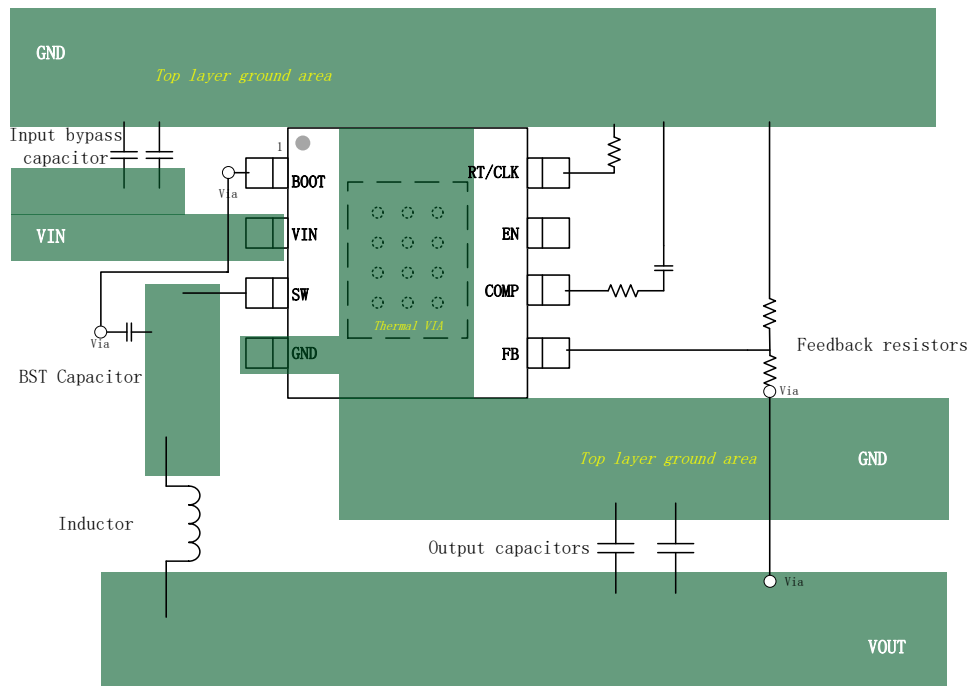 GND
Top layer ground area
Input bypass
capacitor
1
Via
BOOT
RT/CLK
VIN
VIN
EN
SW
COMP
Via
Thermal VIA
GND
FB
Feedback resistors
BST Capacitor
Via
Top layer ground area
GND
Inductor
Output capacitors
Via
VOUT